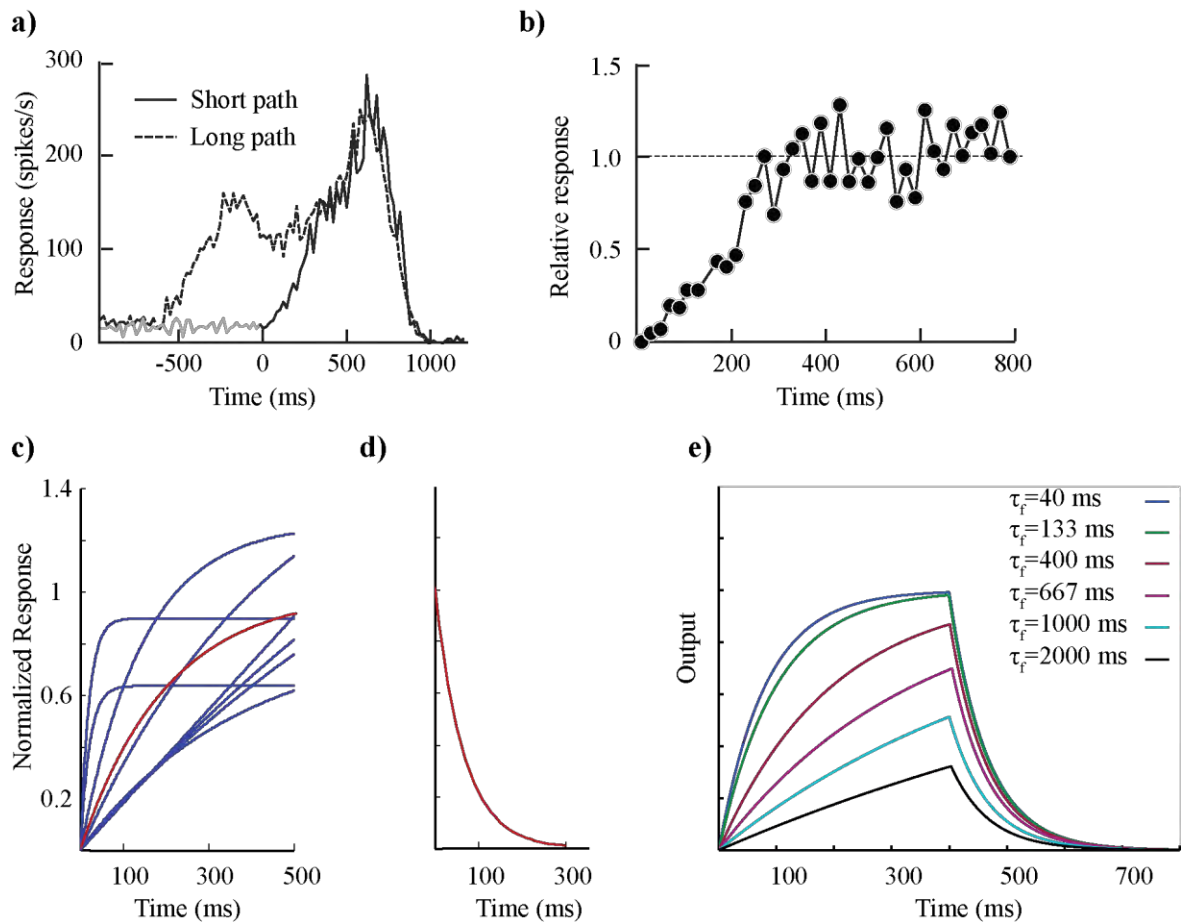 a)
300
200
100
0
Response (spikes/s)
Short path
Long path
-500
0
500
1000
Time (ms)
b)
1.5
1.0
0.5
0
Relative response
200
400
600
800
Time (ms)
c)
1.4
1
0.6
0.2
Normalized Response
100
300
500
Time (ms)
d)
100
300
Time (ms)
e)
Output
τf=40 ms
τf=133 ms
τf=400 ms
τf=667 ms
τf=1000 ms
τf=2000 ms
100
300
500
700
Time (ms)